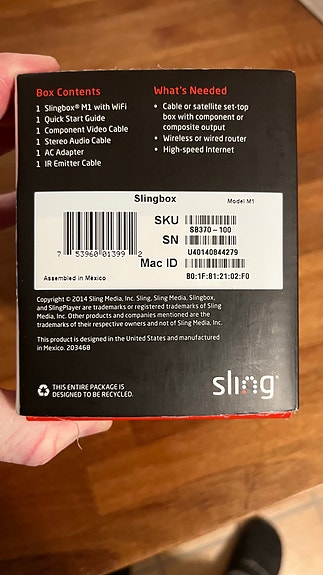 Box Contents
1 Slingbox® M1 with WiFi
1 Quick Start Guide
1 Component Video Cable
1 Stereo Audio Cable
1 AC Adapter
1 IR Emitter Cable
What's Needed
• Cable or satellite set-top
box with component or
composite output
• Wireless or wired router
• High-speed Internet
Slingbox
Model M1
SKU
SB370-100
SN
U40140844279
Mac ID
B0:1F:81:21:02:F0
7 53960 01399 2
Assembled in Mexico
Copyright © 2014 Sling Media, Inc. Sling, Sling Media, Slingbox,
and SlingPlayer are trademarks or registered trademarks of Sling
Media, Inc. Other products and companies mentioned are the
trademarks of their respective owners and not of Sling Media, Inc.
This product is designed in the United States and manufactured
in Mexico. 203468
THIS ENTIRE PACKAGE IS
DESIGNED TO BE RECYCLED.
sling